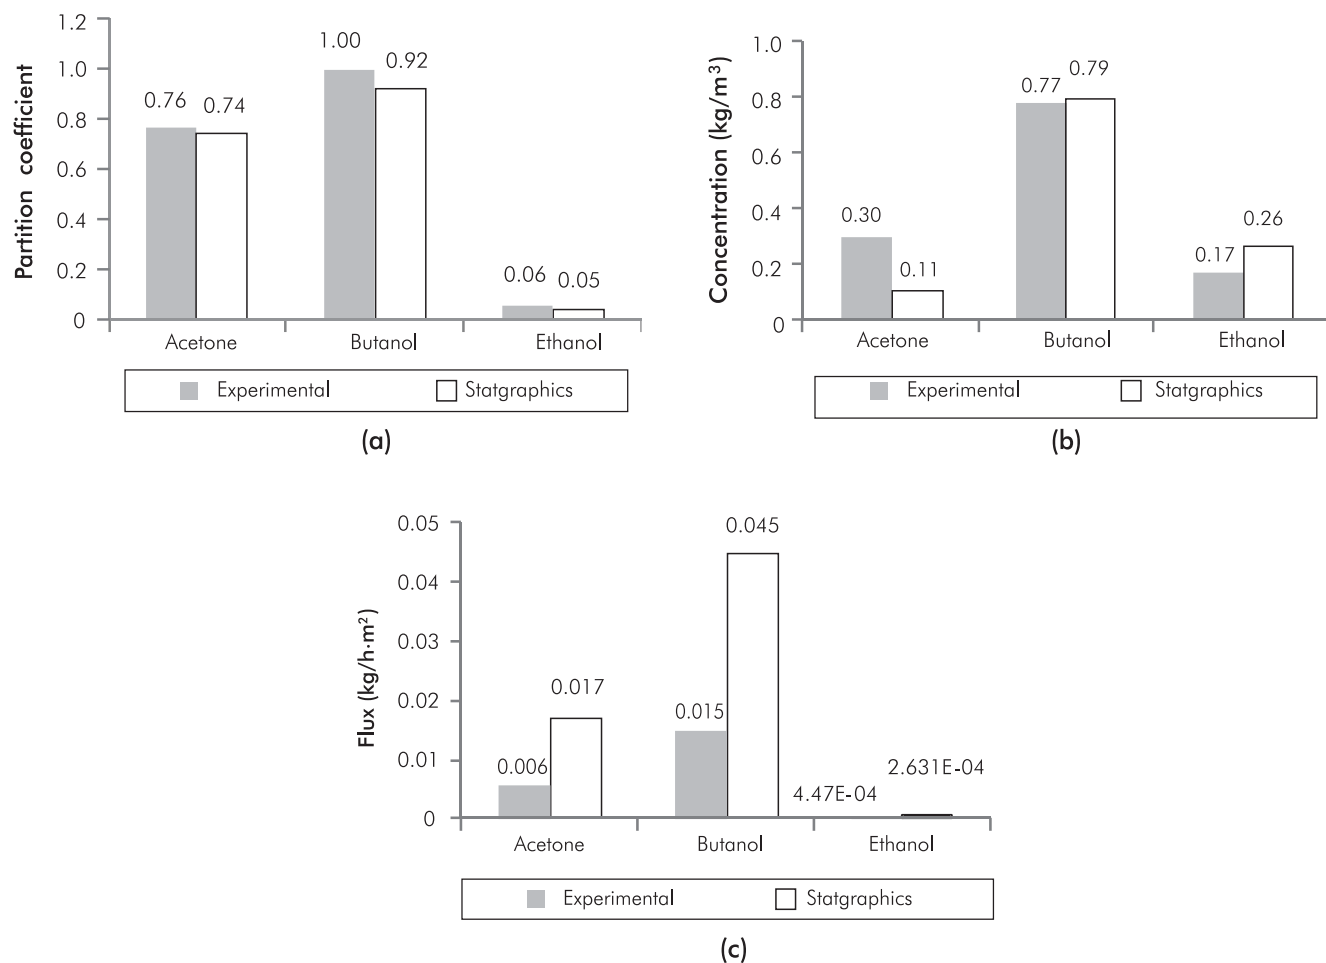 Partition coefficient
1.2
1.0
0.8
0.6
0.4
0.2
0
0.76
0.74
1.00
0.92
0.06
0.05
Acetone
Butanol
Ethanol
Experimental
Statgraphics
(a)
Concentration (kg/m³)
1.0
0.8
0.6
0.4
0.2
0
0.30
0.11
0.77
0.79
0.17
0.26
Acetone
Butanol
Ethanol
Experimental
Statgraphics
(b)
Flux (kg/h·m²)
0.05
0.04
0.03
0.02
0.01
0
0.006
0.017
0.015
0.045
4.47E-04
2.631E-04
Acetone
Butanol
Ethanol
Experimental
Statgraphics
(c)